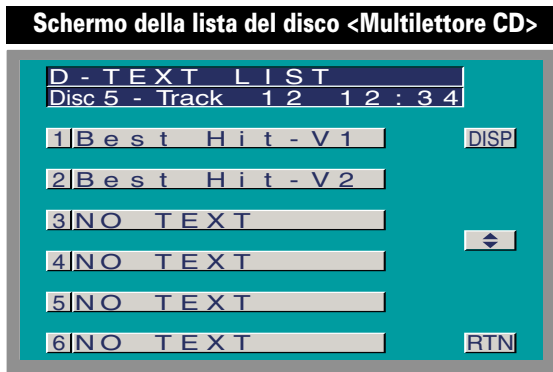 Schermo della lista del disco <Multilettore CD>
D-TEXT LIST
Disc 5 - Track 12 12:34
1 Best Hit-V1 DISP
2 Best Hit-V2
3 NO TEXT
4 NO TEXT
5 NO TEXT
6 NO TEXT RTN